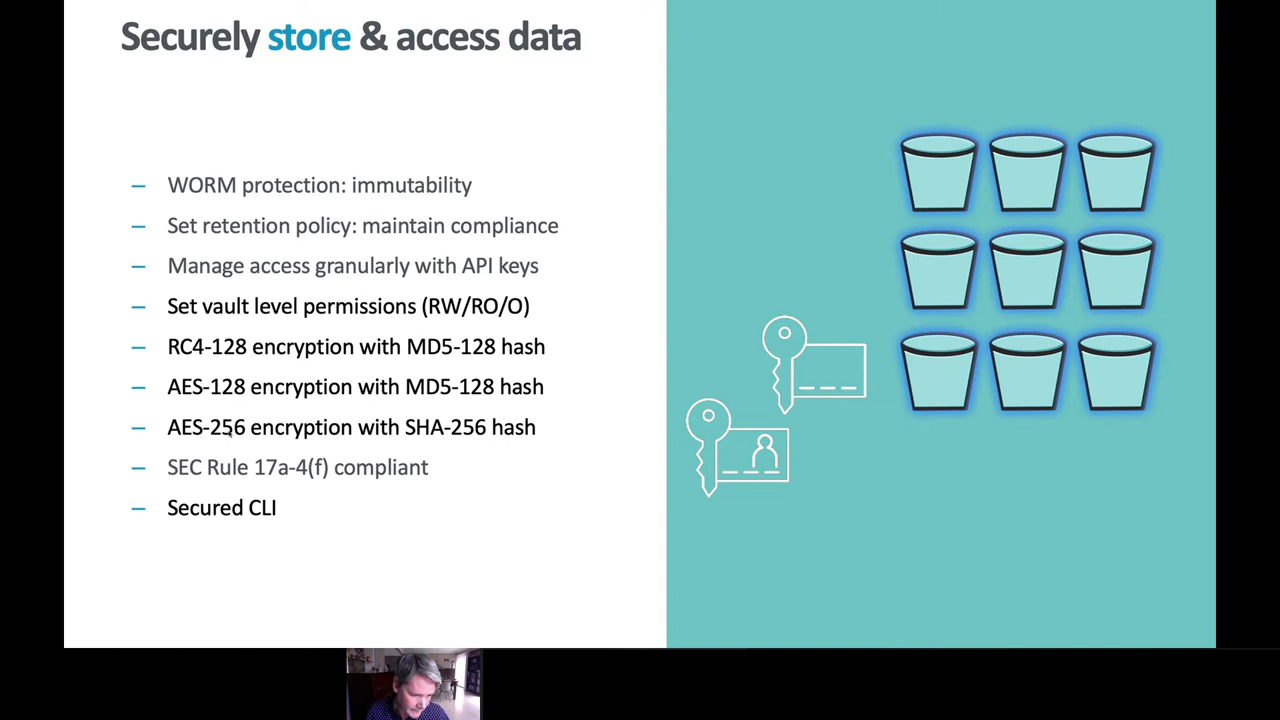 Securely store & access data
– WORM protection: immutability
– Set retention policy: maintain compliance
– Manage access granularly with API keys
– Set vault level permissions (RW/RO/O)
– RC4-128 encryption with MD5-128 hash
– AES-128 encryption with MD5-128 hash
– AES-256 encryption with SHA-256 hash
– SEC Rule 17a-4(f) compliant
– Secured CLI